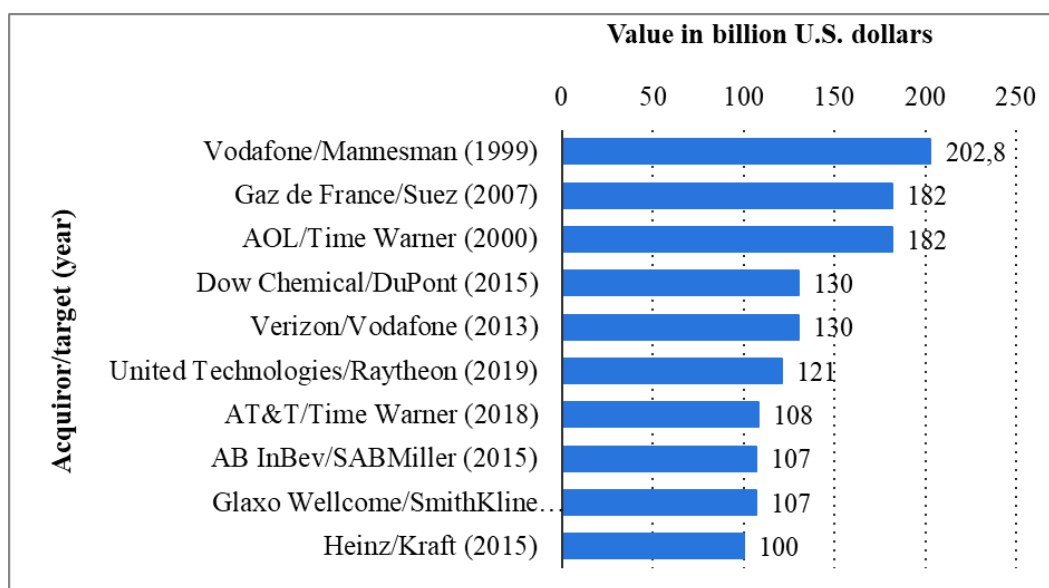 Value in billion U.S. dollars
0 50 100 150 200 250
Acquiror/target (year)
Vodafone/Mannesman (1999) 202,8
Gaz de France/Suez (2007) 182
AOL/Time Warner (2000) 182
Dow Chemical/DuPont (2015) 130
Verizon/Vodafone (2013) 130
United Technologies/Raytheon (2019) 121
AT&T/Time Warner (2018) 108
AB InBev/SABMiller (2015) 107
Glaxo Wellcome/SmithKline… 107
Heinz/Kraft (2015) 100